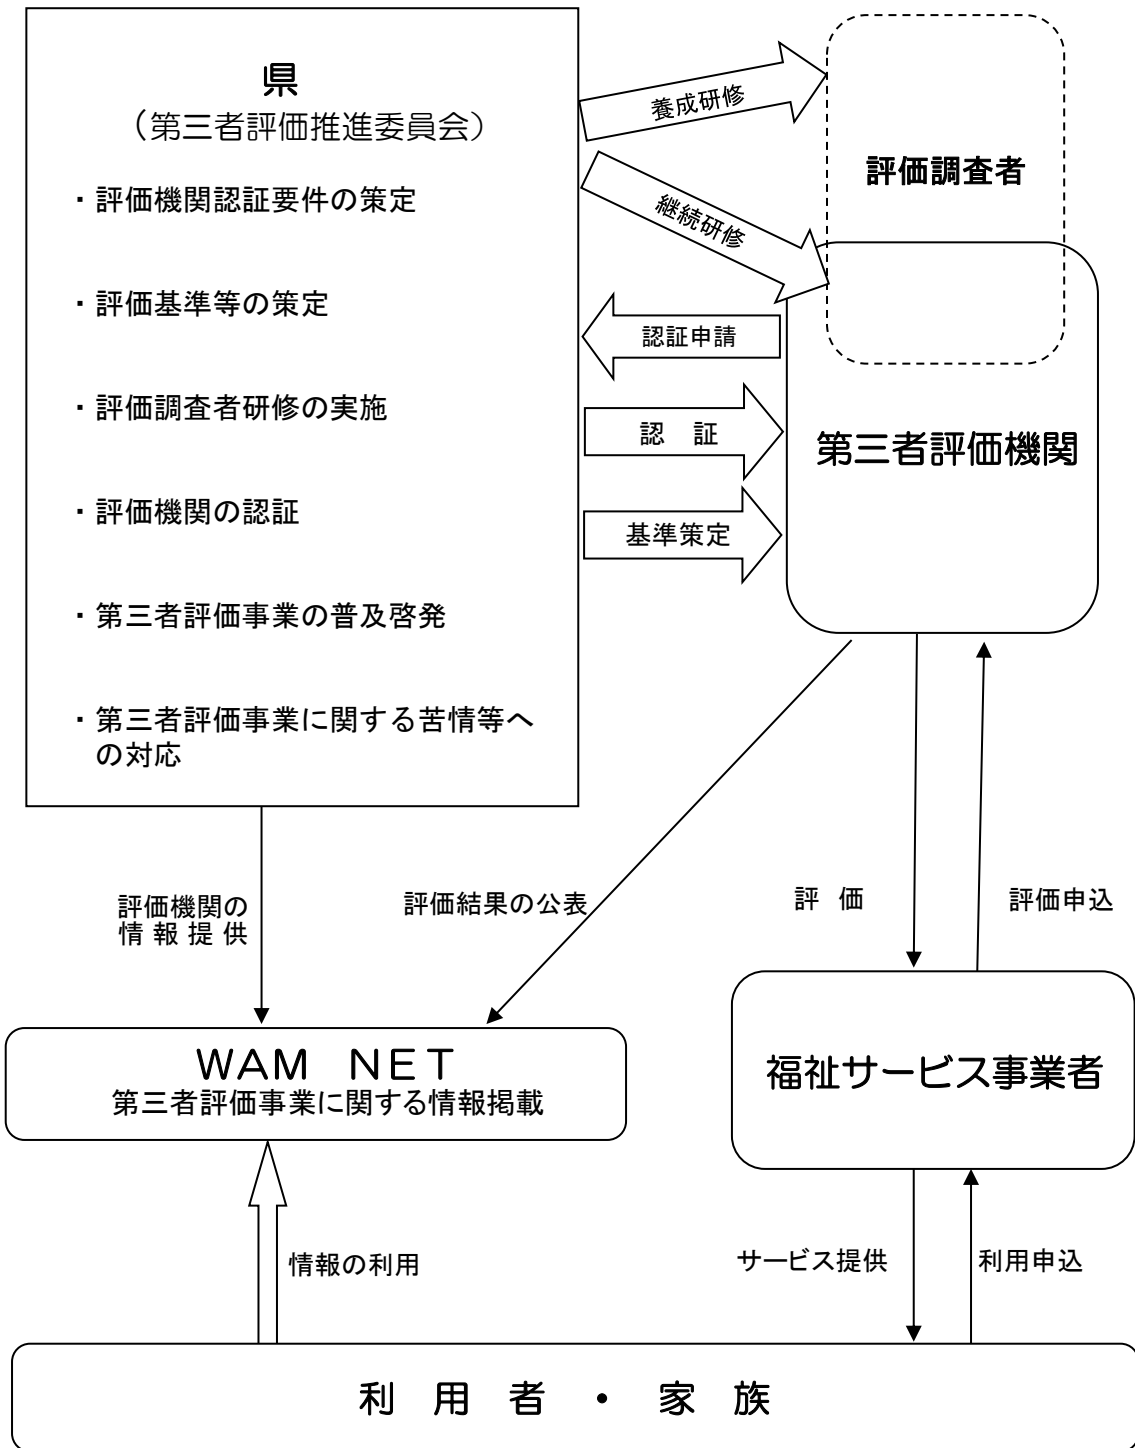 県
（第三者評価推進委員会）
・評価機関認証要件の策定
・評価基準等の策定
・評価調査者研修の実施
・評価機関の認証
・第三者評価事業の普及啓発
・第三者評価事業に関する苦情等へ
の対応
養成研修
継続研修
認証申請
認　証
基準策定
評価調査者
第三者評価機関
評価機関の
情報提供
評価結果の公表
評　価
評価申込
WAM　NET
第三者評価事業に関する情報掲載
福祉サービス事業者
情報の利用
サービス提供
利用申込
利　用　者　・　家　族